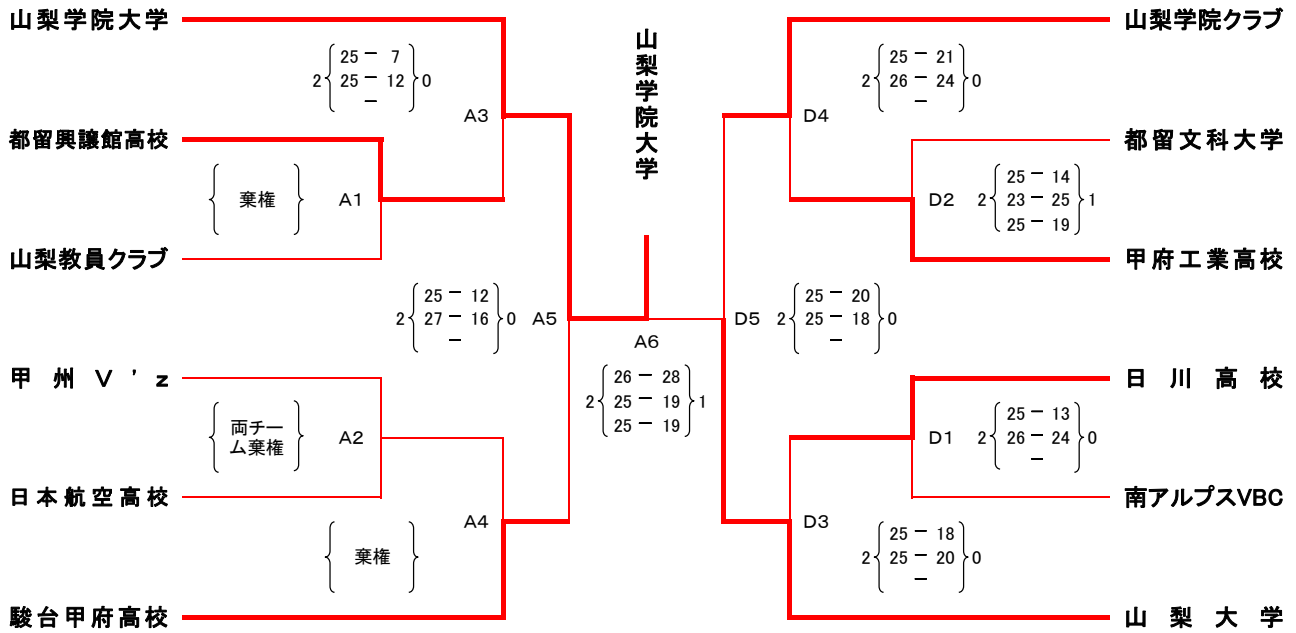 山梨学院大学
25 － 7
2 25 － 12 0
－
A3
都留興譲館高校
棄権
A1
山梨教員クラブ
25 － 12
2 27 － 16 0
－
A5
甲州V'z
両チー
ム棄権
A2
日本航空高校
A4
棄権
駿台甲府高校
山梨学院大学
A6
26 － 28
2 25 － 19 1
25 － 19
山梨学院クラブ
25 － 21
2 26 － 24 0
－
D4
都留文科大学
D2
25 － 14
2 23 － 25 1
25 － 19
甲府工業高校
D5
25 － 20
2 25 － 18 0
－
日川高校
D1
25 － 13
2 26 － 24 0
－
南アルプスVBC
D3
25 － 18
2 25 － 20 0
－
山梨大学